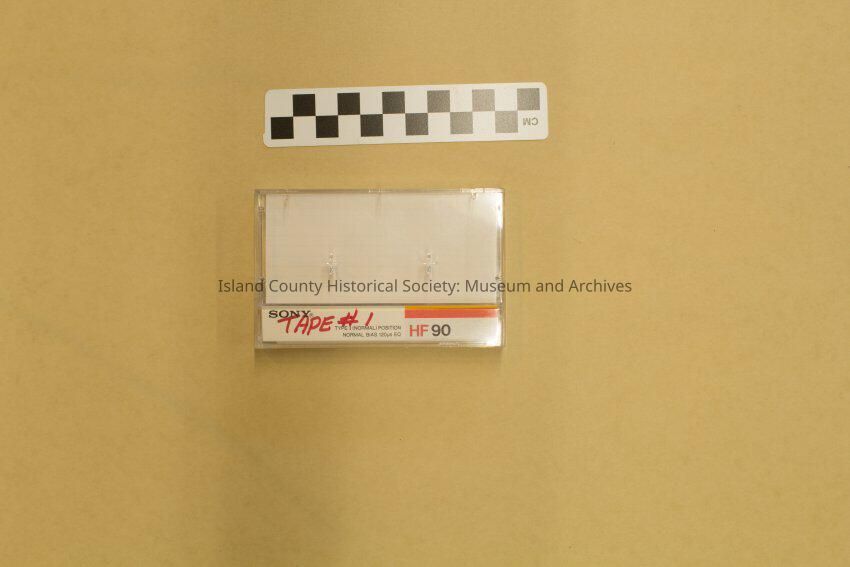 CM
Island County Historical Society: Museum and Archives
SONY®
TAPE #1
TYPE I (NORMAL) POSITION
NORMAL BIAS 120µs EQ
HF 90